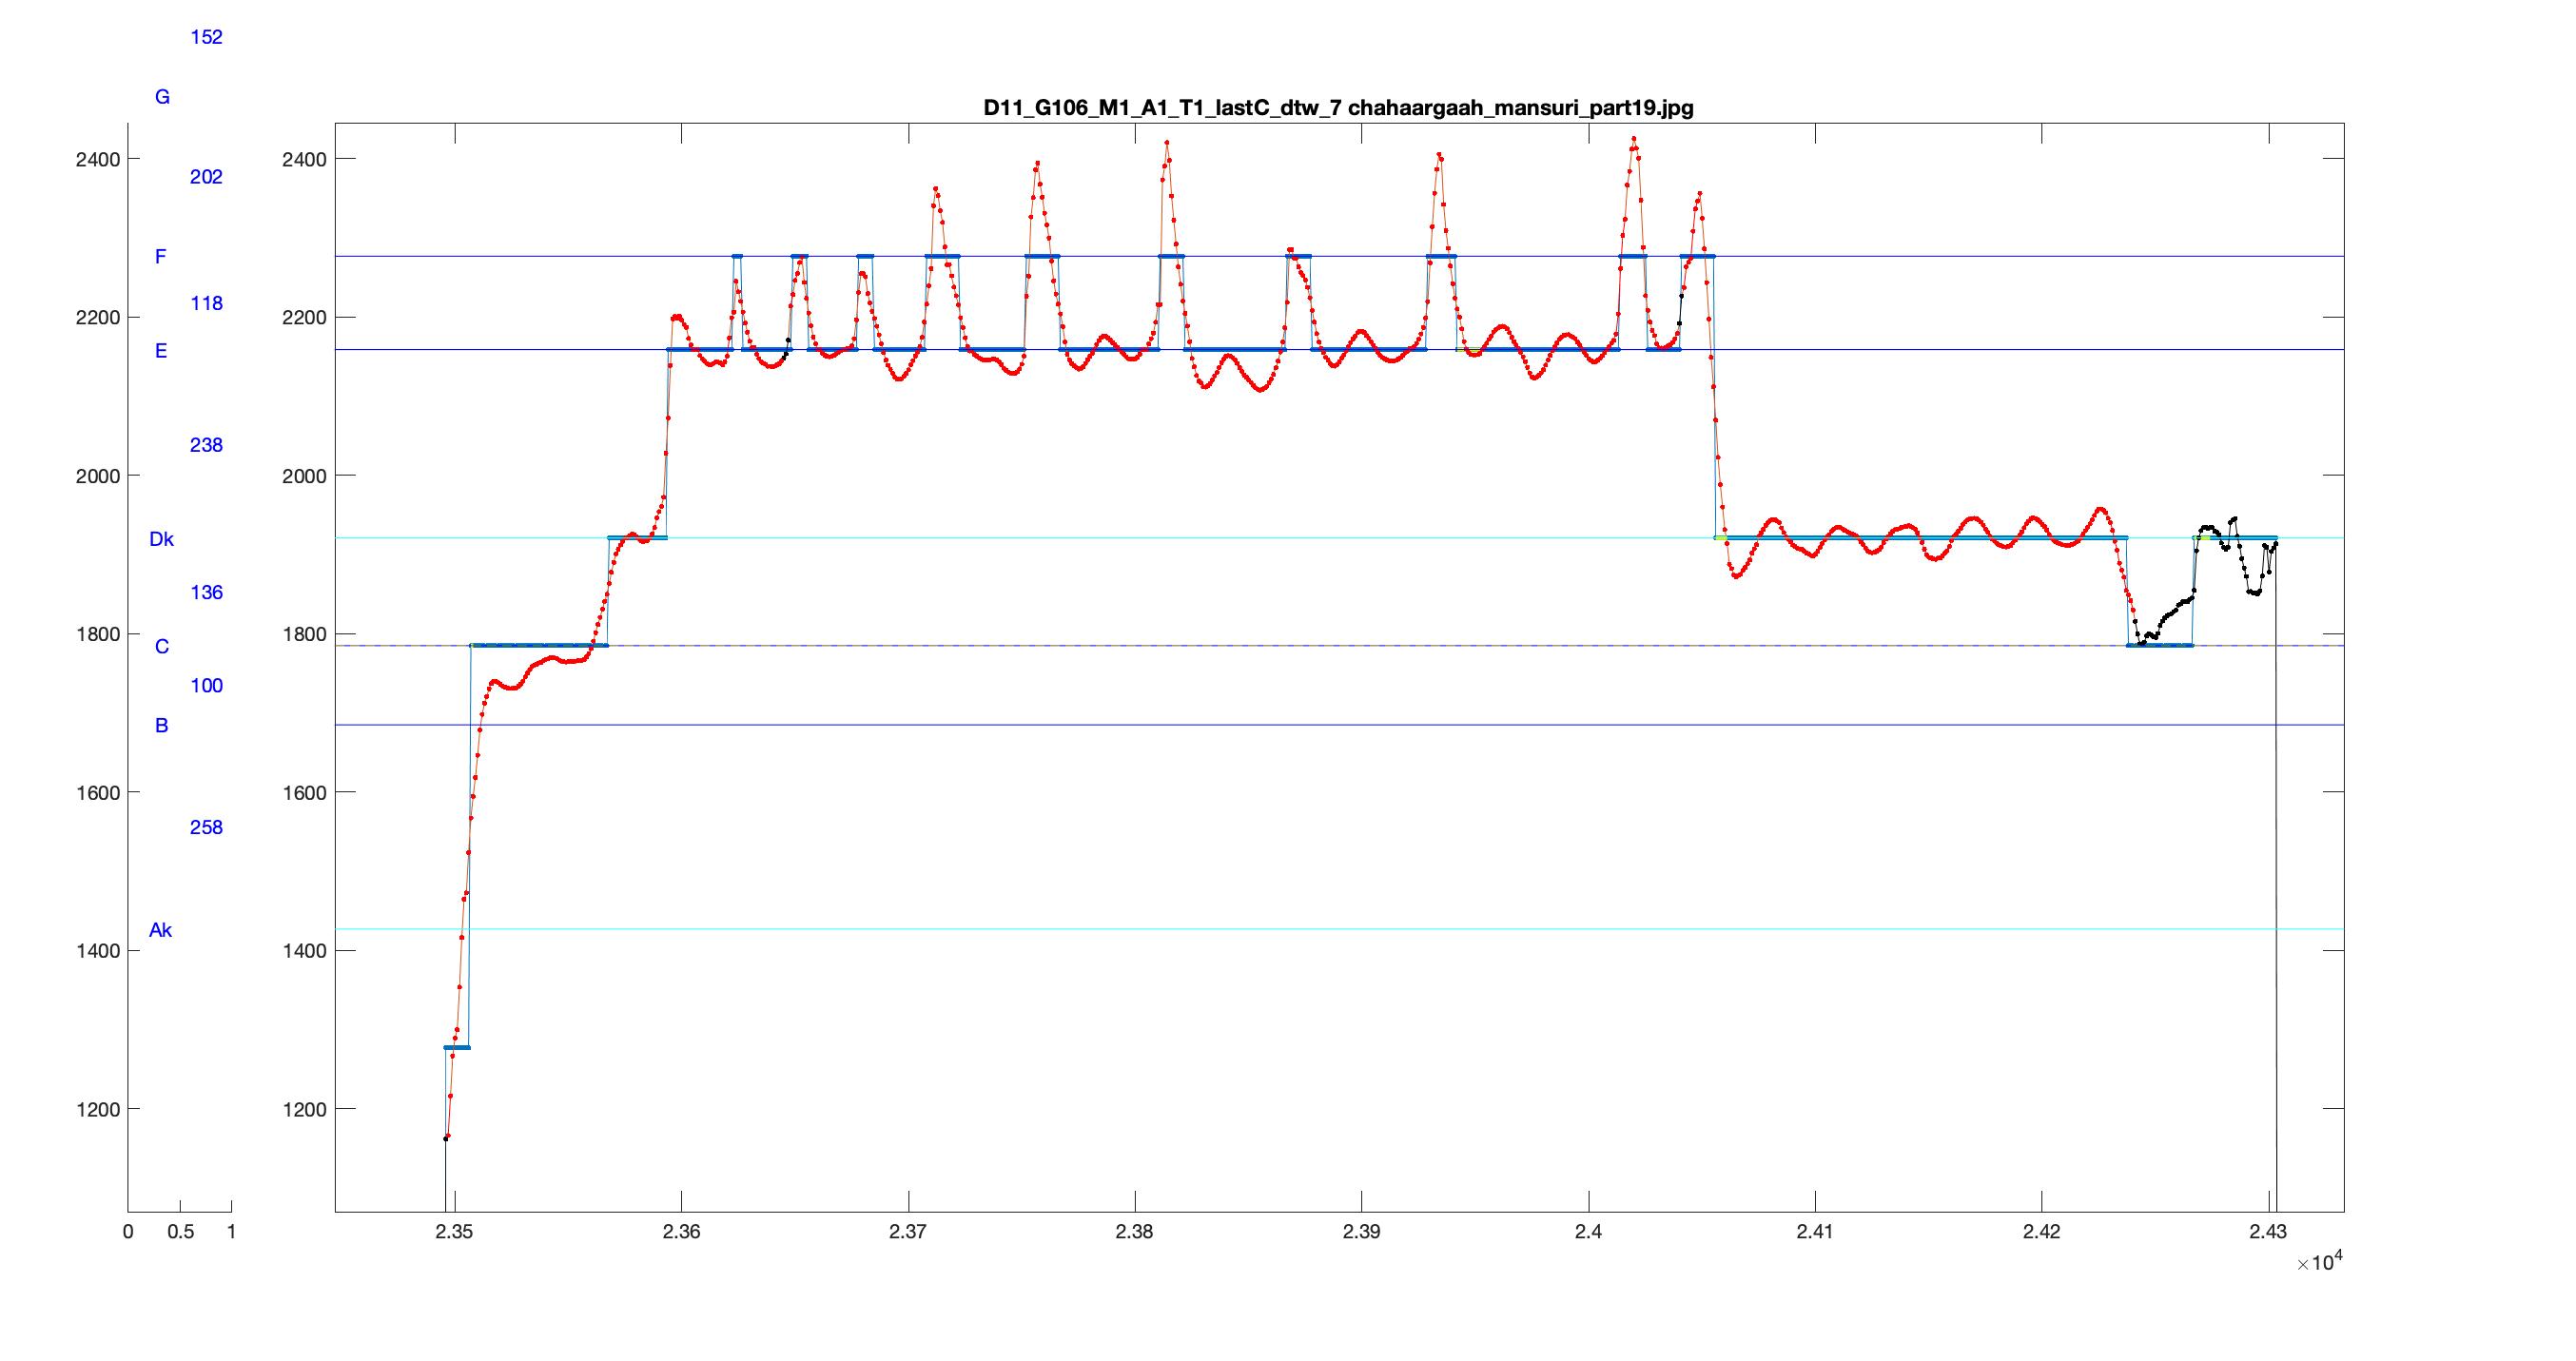 152
G
D11_G106_M1_A1_T1_lastC_dtw_7 chahaargaah_mansuri_part19.jpg
2400 2400
202
F
118
2200 2200
E
238
2000 2000
Dk
136
1800 1800
C
100
B
1600 1600
258
Ak
1400 1400
1200 1200
0 0.5 1 2.35 2.36 2.37 2.38 2.39 2.4 2.41 2.42 2.43
×10⁴